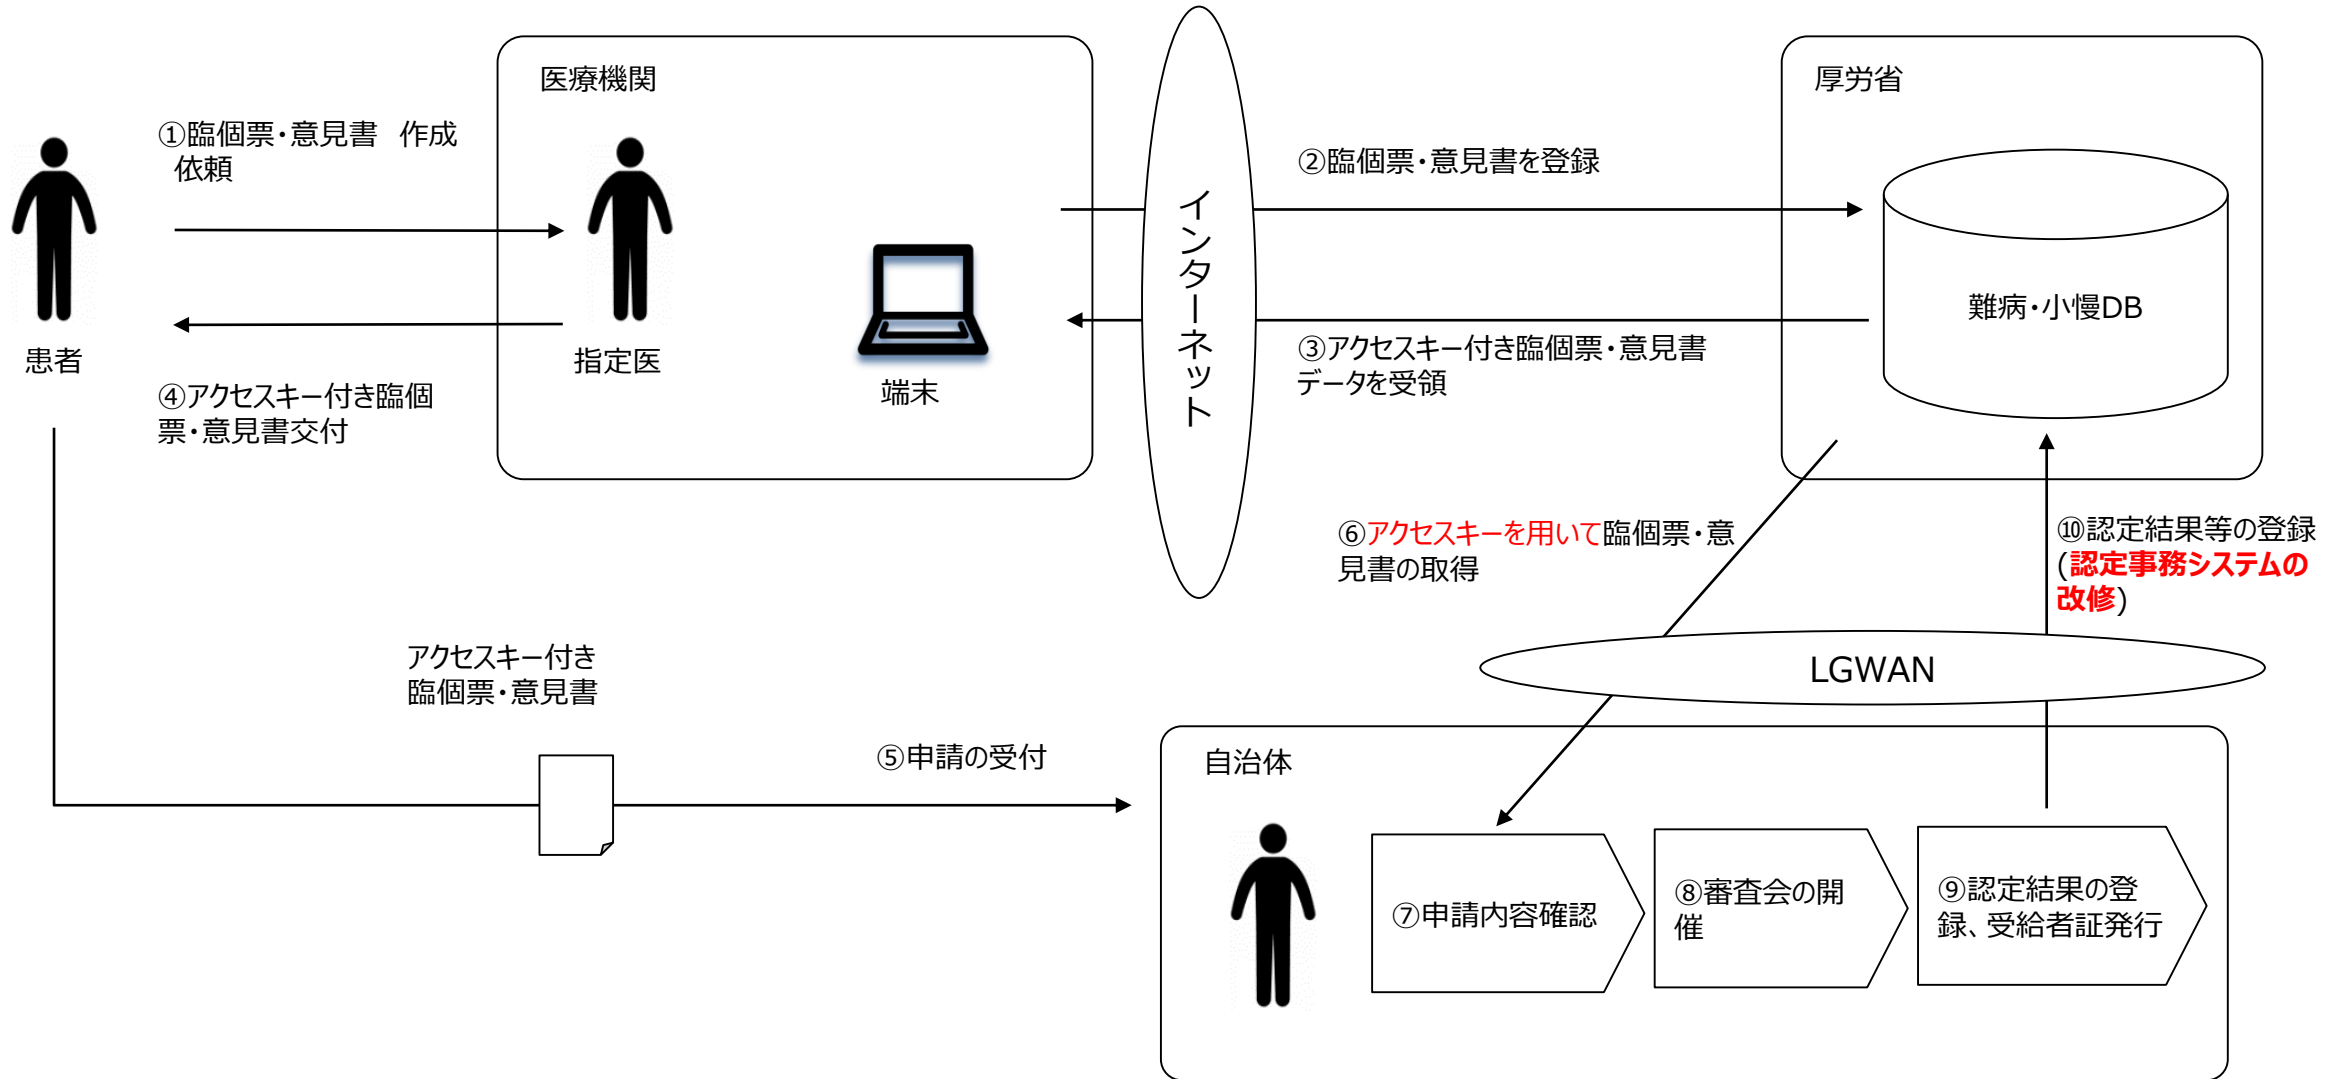 医療機関
厚労省
①臨個票・意見書　作成
依頼
②臨個票・意見書を登録
インターネット
難病・小慢DB
患者
指定医
端末
③アクセスキー付き臨個票・意見書
データを受領
④アクセスキー付き臨個
票・意見書交付
⑥アクセスキーを用いて臨個票・意
見書の取得
⑩認定結果等の登録
(認定事務システムの
改修)
アクセスキー付き
臨個票・意見書
LGWAN
⑤申請の受付
自治体
⑦申請内容確認
⑧審査会の開
催
⑨認定結果の登
録、受給者証発行